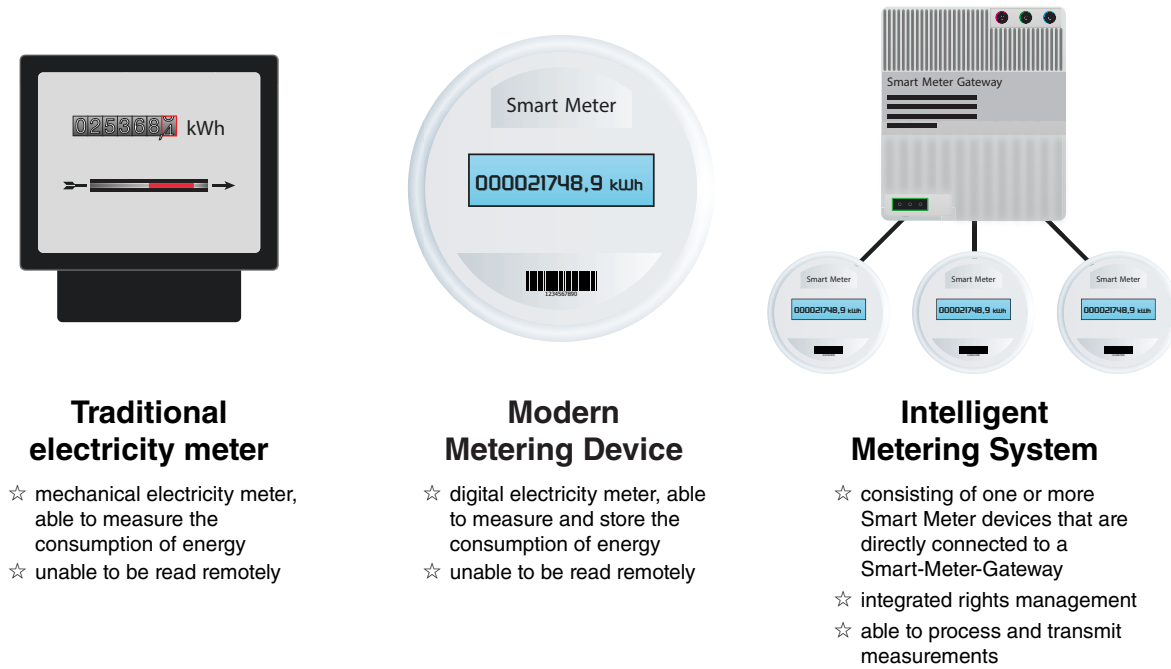 025368
kWh
Smart Meter
000021748,9 kWh
1234567890
Smart Meter Gateway
Smart Meter
000021748,9 kWh
Smart Meter
000021748,9 kWh
Smart Meter
000021748,9 kWh
Traditional
electricity meter
☆ mechanical electricity meter,
able to measure the
consumption of energy
☆ unable to be read remotely
Modern
Metering Device
☆ digital electricity meter, able
to measure and store the
consumption of energy
☆ unable to be read remotely
Intelligent
Metering System
☆ consisting of one or more
Smart Meter devices that are
directly connected to a
Smart-Meter-Gateway
☆ integrated rights management
☆ able to process and transmit
measurements